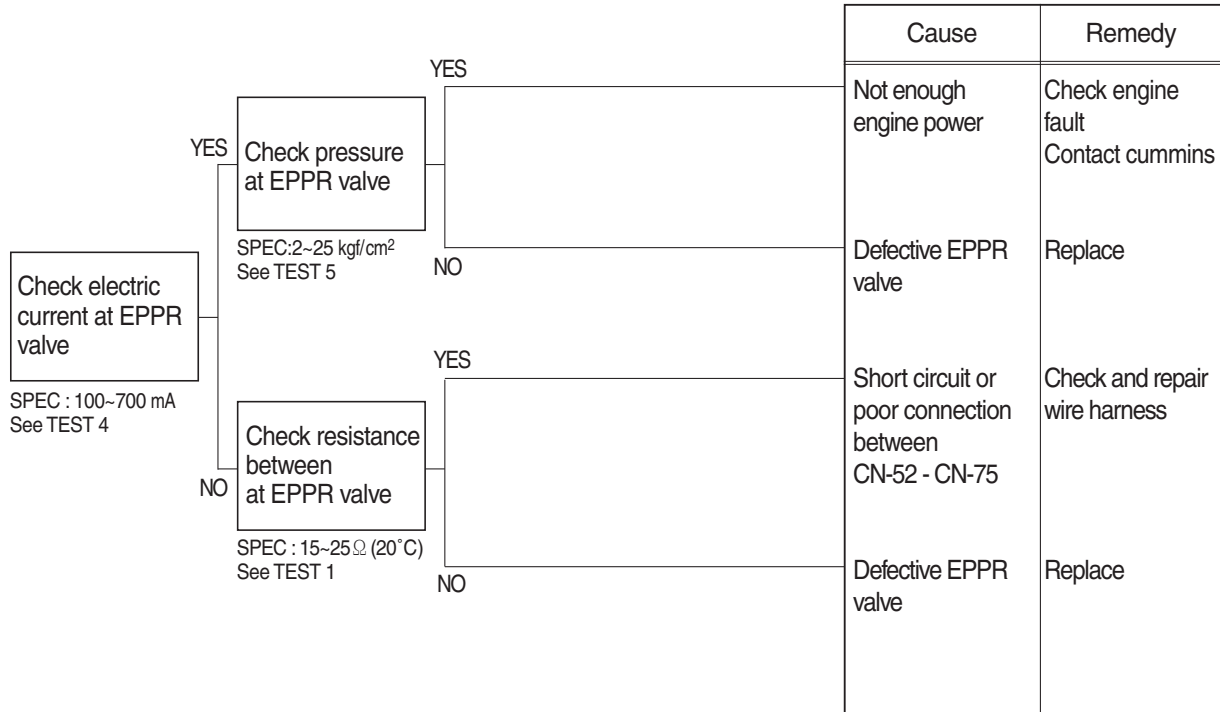 Cause
Remedy
YES
Not enough
engine power
Check engine
fault
Contact cummins
YES
Check pressure
at EPPR valve
SPEC:2~25 kgf/cm²
See TEST 5
NO
Defective EPPR
valve
Replace
Check electric
current at EPPR
valve
SPEC : 100~700 mA
See TEST 4
YES
Short circuit or
poor connection
between
CN-52 - CN-75
Check and repair
wire harness
NO
Check resistance
between
at EPPR valve
SPEC : 15~25Ω (20˚C)
See TEST 1
NO
Defective EPPR
valve
Replace